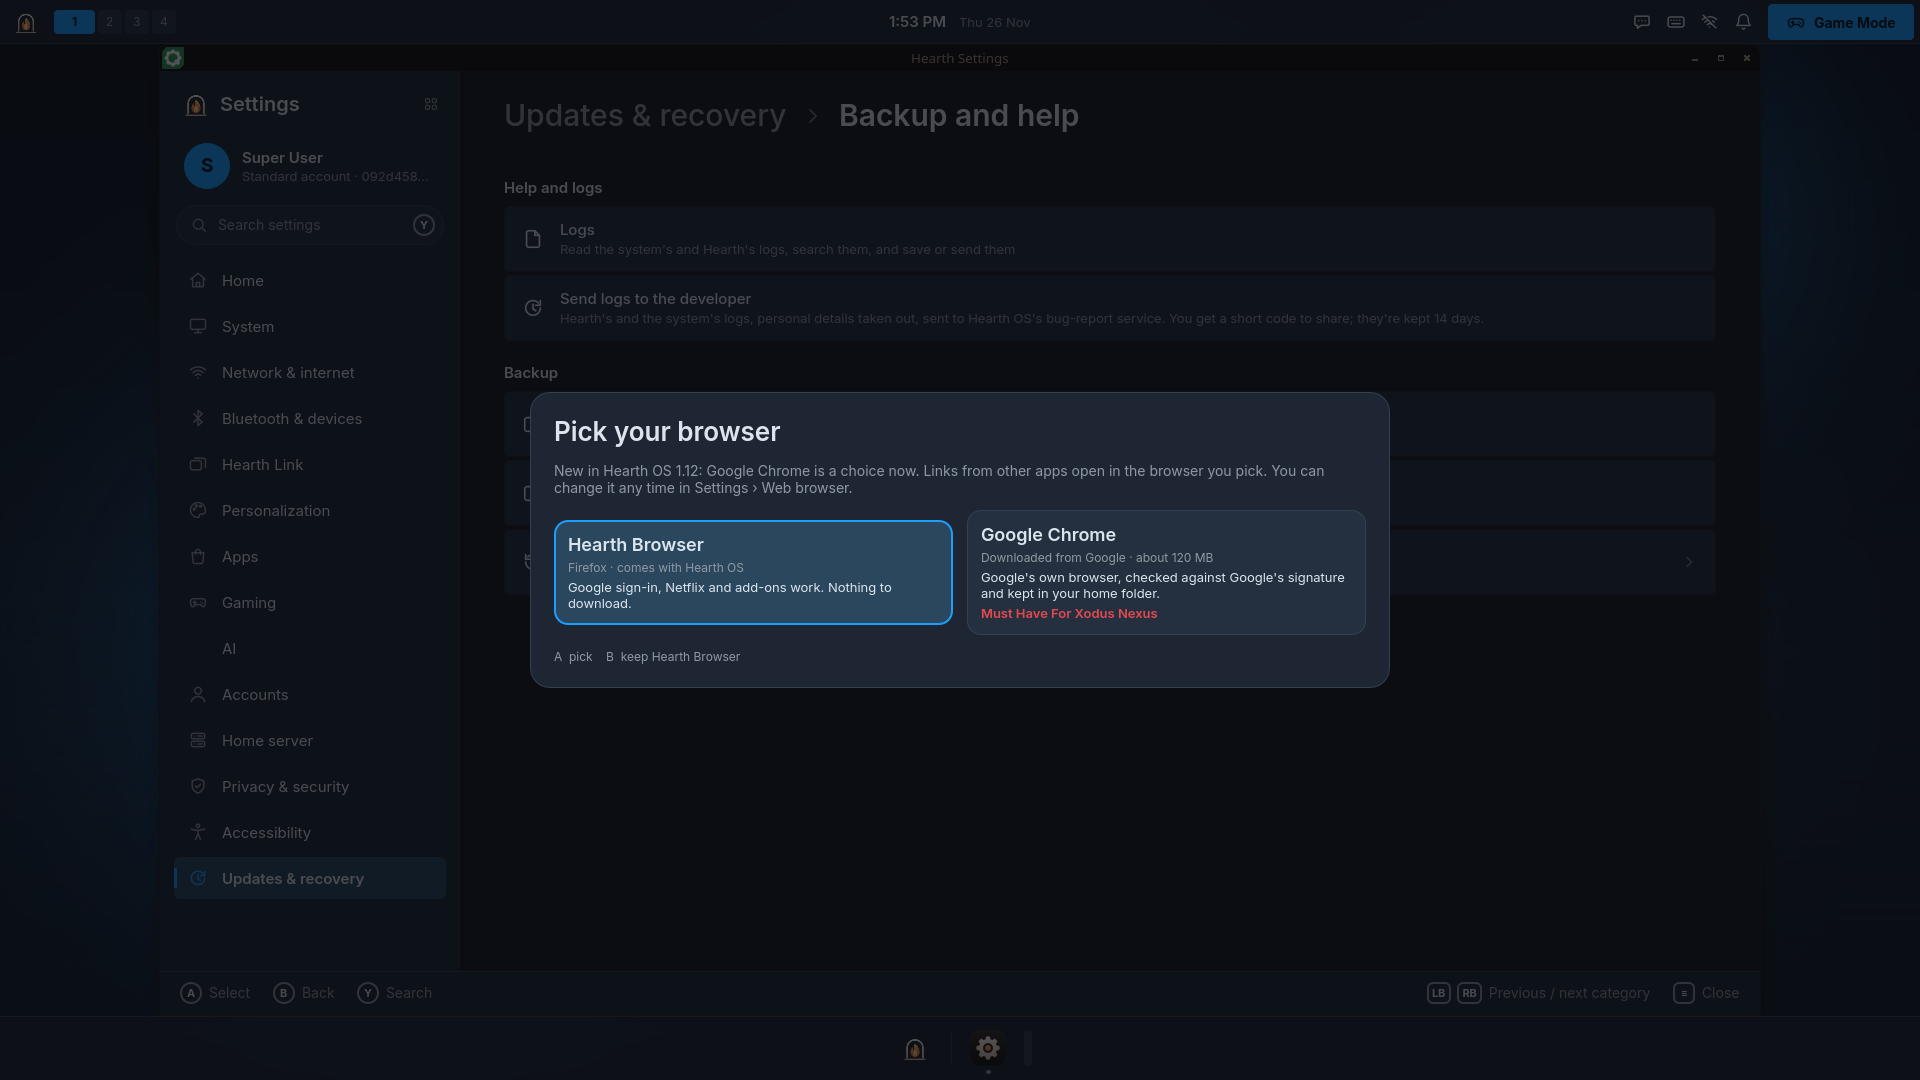 1
2
3
4
1:53 PM
Thu 26 Nov
Game Mode
Hearth Settings
Settings
S
Super User
Standard account · 092d458...
Search settings
Y
Home
System
Network & internet
Bluetooth & devices
Hearth Link
Personalization
Apps
Gaming
AI
Accounts
Home server
Privacy & security
Accessibility
Updates & recovery
Updates & recovery › Backup and help
Help and logs
Logs
Read the system's and Hearth's logs, search them, and save or send them
Send logs to the developer
Hearth's and the system's logs, personal details taken out, sent to Hearth OS's bug-report service. You get a short code to share; they're kept 14 days.
Backup
Pick your browser
New in Hearth OS 1.12: Google Chrome is a choice now. Links from other apps open in the browser you pick. You can
change it any time in Settings › Web browser.
Hearth Browser
Firefox · comes with Hearth OS
Google sign-in, Netflix and add-ons work. Nothing to
download.
Google Chrome
Downloaded from Google · about 120 MB
Google's own browser, checked against Google's signature
and kept in your home folder.
Must Have For Xodus Nexus
A pick B keep Hearth Browser
A Select B Back Y Search
LB RB Previous / next category Close